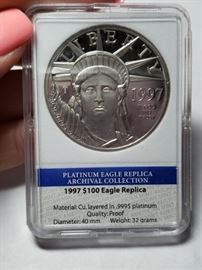 LIBERTY
1997
PLATINUM EAGLE REPLICA
ARCHIVAL COLLECTION
1997 $100 Eagle Replica
Material: Cu, layered in .9995 platinum
Quality: Proof
Diameter: 40 mm Weight: 32 grams